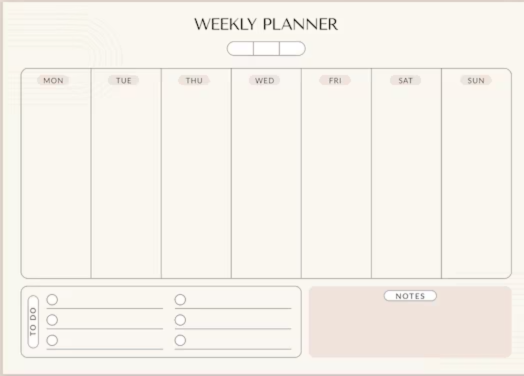 WEEKLY PLANNER
MON TUE THU WED FRI SAT SUN
TO DO
NOTES